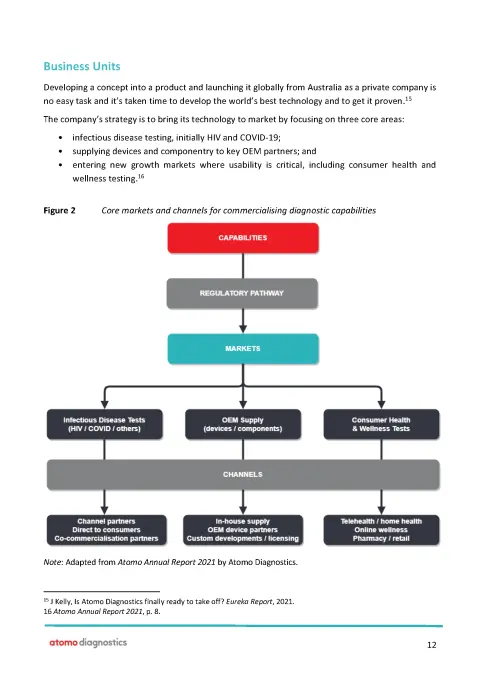 Business Units
Developing a concept into a product and launching it globally from Australia as a private company is
no easy task and it's taken time to develop the world's best technology and to get it proven.15
The company's strategy is to bring its technology to market by focusing on three core areas:
• infectious disease testing, initially HIV and COVID-19;
• supplying devices and componentry to key OEM partners; and
• entering new growth markets where usability is critical, including consumer health and
wellness testing.16
Figure 2 Core markets and channels for commercialising diagnostic capabilities
CAPABILITIES
REGULATORY PATHWAY
MARKETS
Infectious Disease Tests
(HIV / COVID / others)
OEM Supply
(devices / components)
Consumer Health
& Wellness Tests
CHANNELS
Channel partners
Direct to consumers
Co-commercialisation partners
In-house supply
OEM device partners
Custom developments / licensing
Telehealth / home health
Online wellness
Pharmacy / retail
Note: Adapted from Atomo Annual Report 2021 by Atomo Diagnostics.
15 J Kelly, Is Atomo Diagnostics finally ready to take off? Eureka Report, 2021.
16 Atomo Annual Report 2021, p. 8.
atomo diagnostics
12